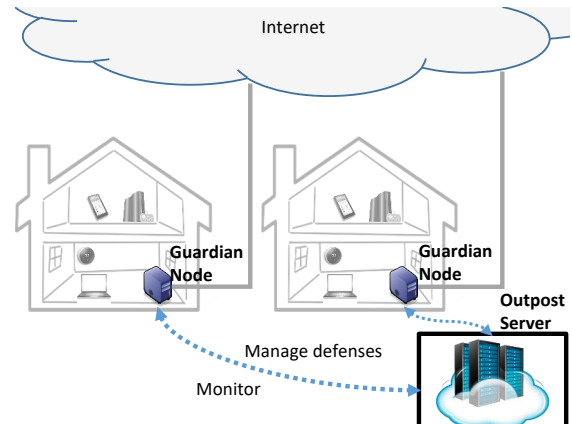 Internet
Guardian
Node
Guardian
Node
Outpost
Server
Manage defenses
Monitor